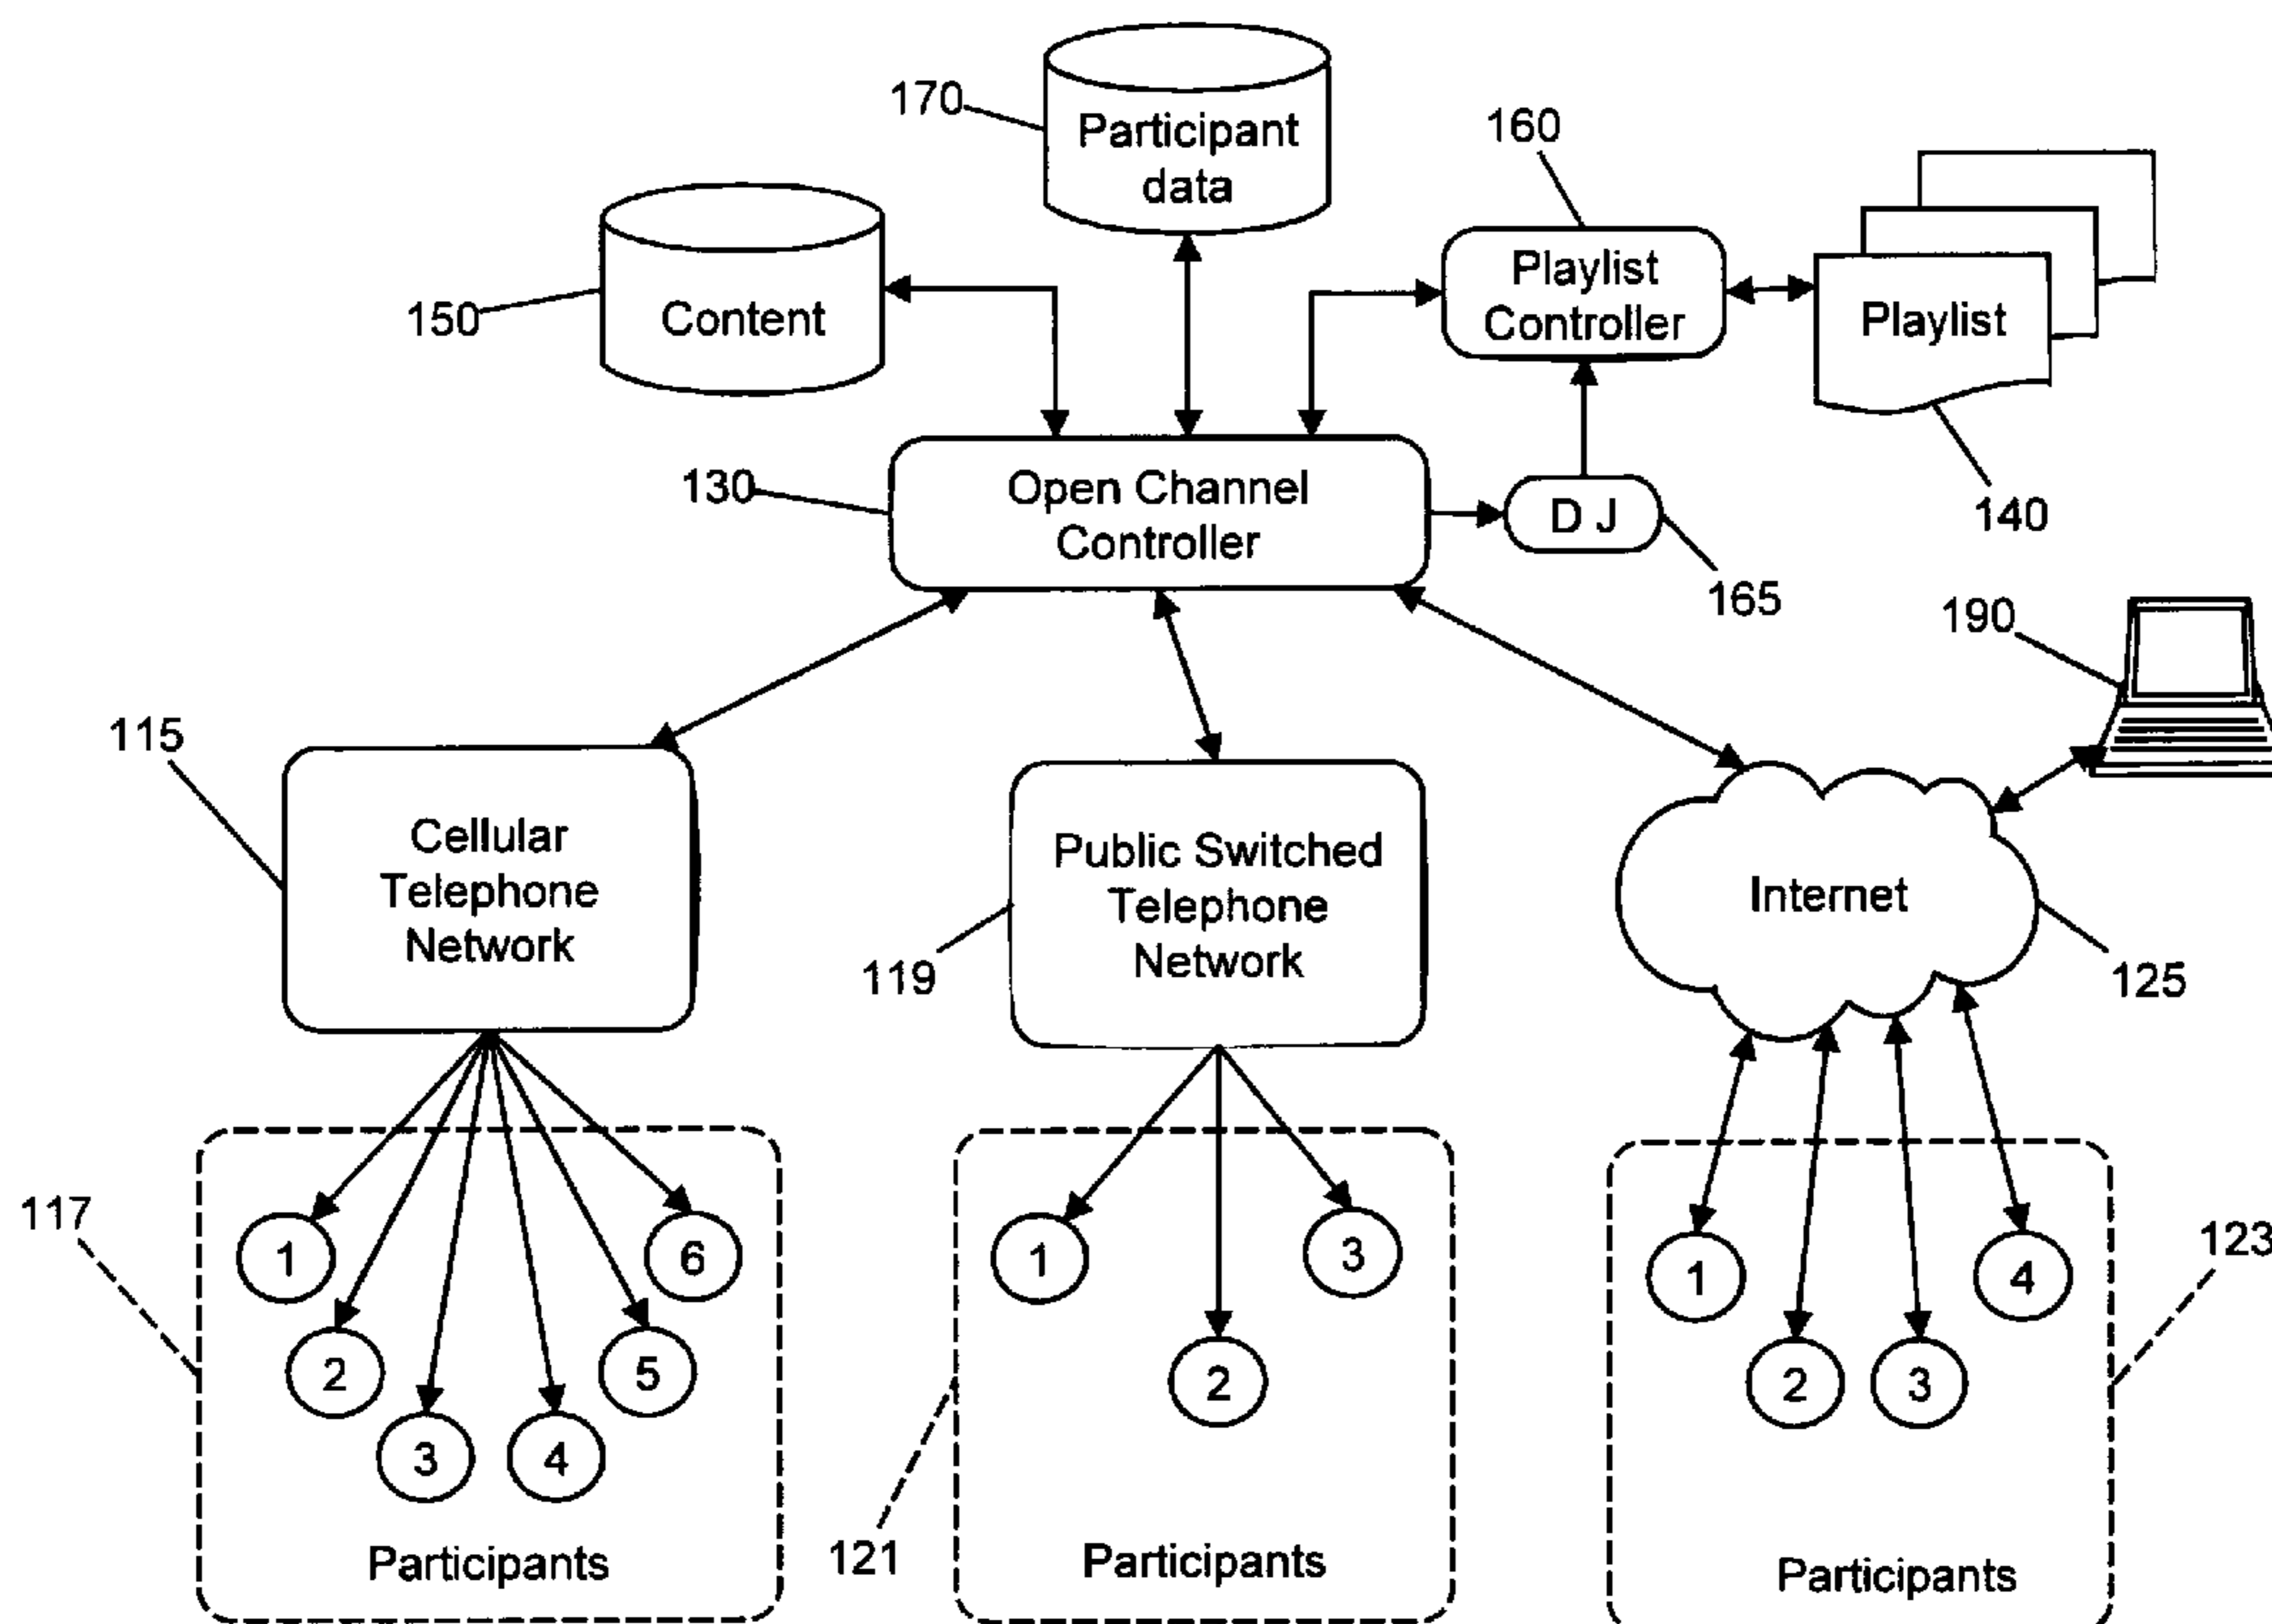 170
Participant
data
160
150
Content
Playlist
Controller
Playlist
140
130
Open Channel
Controller
D J
165
190
115
Cellular
Telephone
Network
119
Public Switched
Telephone
Network
Internet
125
117
1
2
3
4
5
6
Participants
121
1
2
3
Participants
123
1
2
3
4
Participants